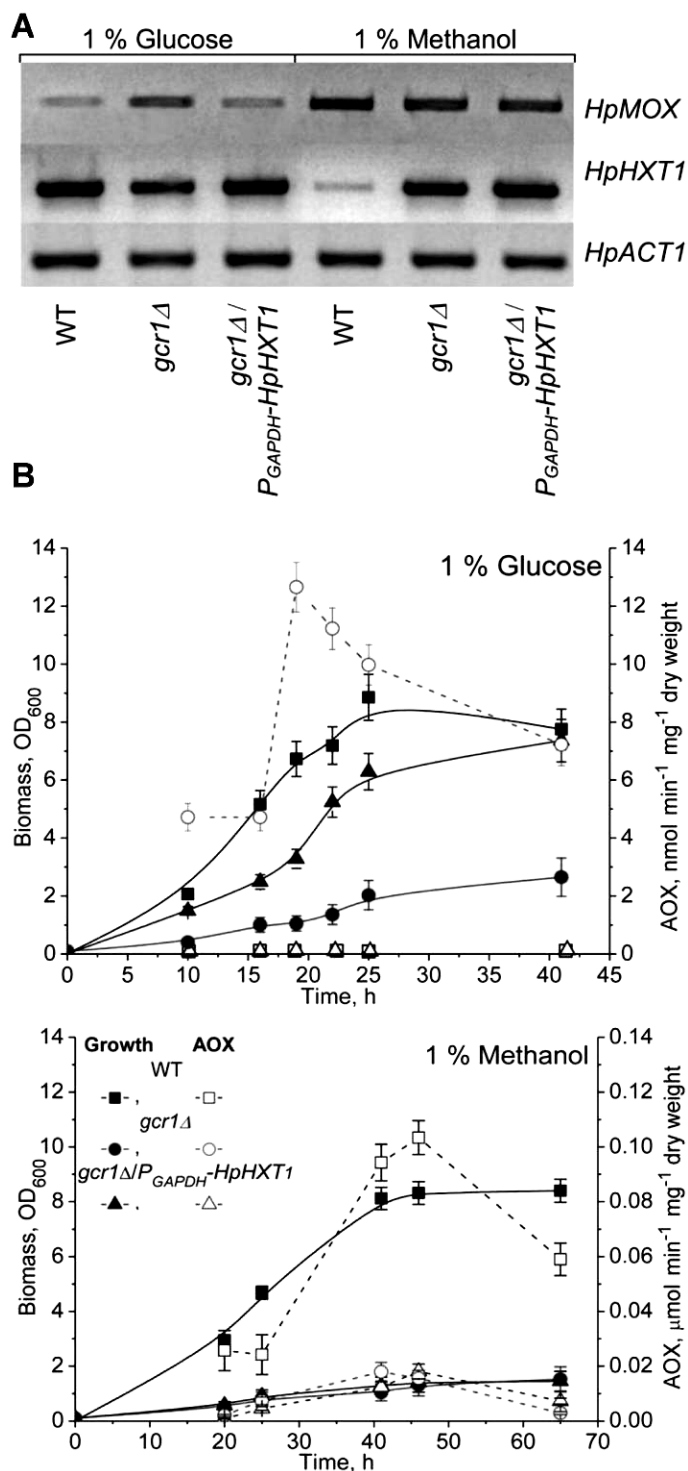 A
1 % Glucose 1 % Methanol
HpMOX
HpHXT1
HpACT1
WT
gcr1Δ
gcr1Δ /
P_GAPDH-HpHXT1
WT
gcr1Δ
gcr1Δ /
P_GAPDH-HpHXT1
B
1 % Glucose
Biomass, OD600
14
12
10
8
6
4
2
0
14
12
10
8
6
4
2
0
AOX, nmol min⁻¹ mg⁻¹ dry weight
0 5 10 15 20 25 30 35 40 45
Time, h
1 % Methanol
Growth AOX
WT
gcr1Δ
gcr1Δ/P_GAPDH-HpHXT1
Biomass, OD600
14
12
10
8
6
4
2
0
0.14
0.12
0.10
0.08
0.06
0.04
0.02
0.00
AOX, μmol min⁻¹ mg⁻¹ dry weight
0 10 20 30 40 50 60 70
Time, h